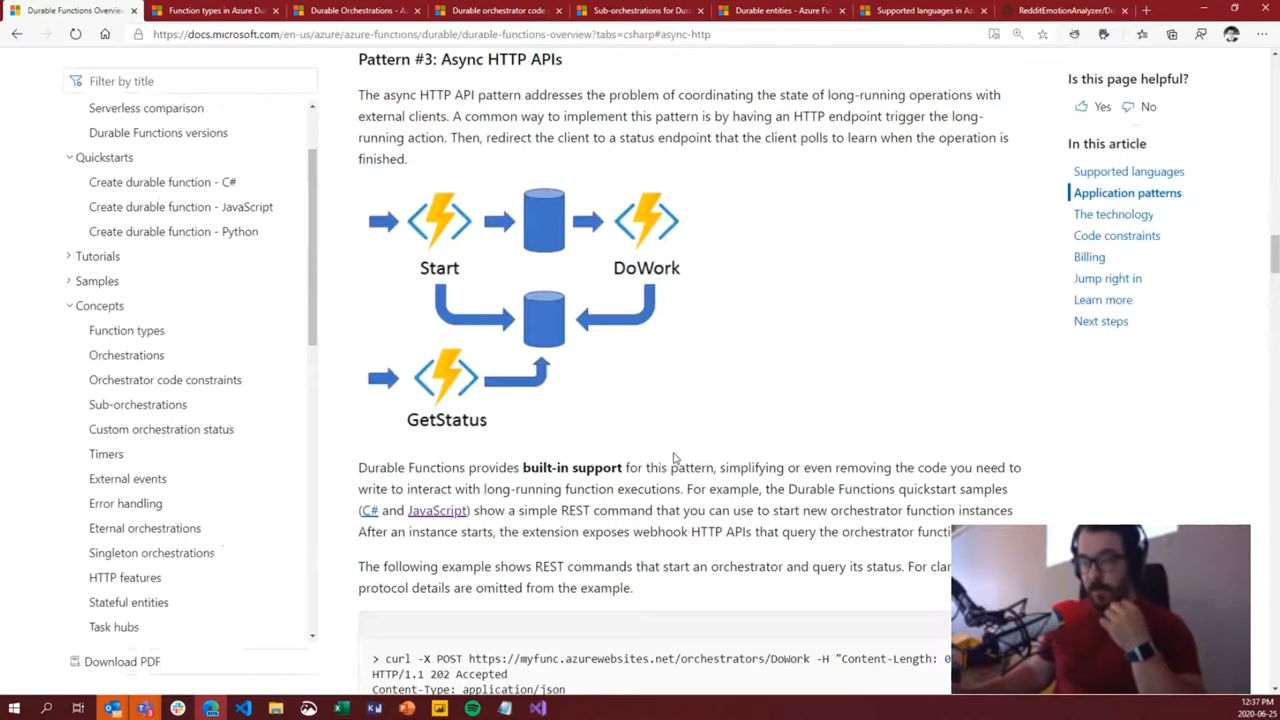 Durable Functions Overvie
Function types in Azure Du
Durable Orchestrations - A
Durable orchestrator code
Sub-orchestrations for Dur
Durable entities - Azure Fu
Supported languages in Az
RedditEmotionAnalyzer/Du
https://docs.microsoft.com/en-us/azure/azure-functions/durable/durable-functions-overview?tabs=csharp#async-http
Filter by title
Serverless comparison
Durable Functions versions
Quickstarts
Create durable function - C#
Create durable function - JavaScript
Create durable function - Python
Tutorials
Samples
Concepts
Function types
Orchestrations
Orchestrator code constraints
Sub-orchestrations
Custom orchestration status
Timers
External events
Error handling
Eternal orchestrations
Singleton orchestrations
HTTP features
Stateful entities
Task hubs
Download PDF
Pattern #3: Async HTTP APIs
The async HTTP API pattern addresses the problem of coordinating the state of long-running operations with
external clients. A common way to implement this pattern is by having an HTTP endpoint trigger the long-
running action. Then, redirect the client to a status endpoint that the client polls to learn when the operation is
finished.
Start
DoWork
GetStatus
Durable Functions provides built-in support for this pattern, simplifying or even removing the code you need to
write to interact with long-running function executions. For example, the Durable Functions quickstart samples
(C# and JavaScript) show a simple REST command that you can use to start new orchestrator function instances
After an instance starts, the extension exposes webhook HTTP APIs that query the orchestrator functi
The following example shows REST commands that start an orchestrator and query its status. For clar
protocol details are omitted from the example.
> curl -X POST https://myfunc.azurewebsites.net/orchestrators/DoWork -H "Content-Length: 0
HTTP/1.1 202 Accepted
Content-Type: application/json
Is this page helpful?
Yes No
In this article
Supported languages
Application patterns
The technology
Code constraints
Billing
Jump right in
Learn more
Next steps
12:37 PM
2020-06-25